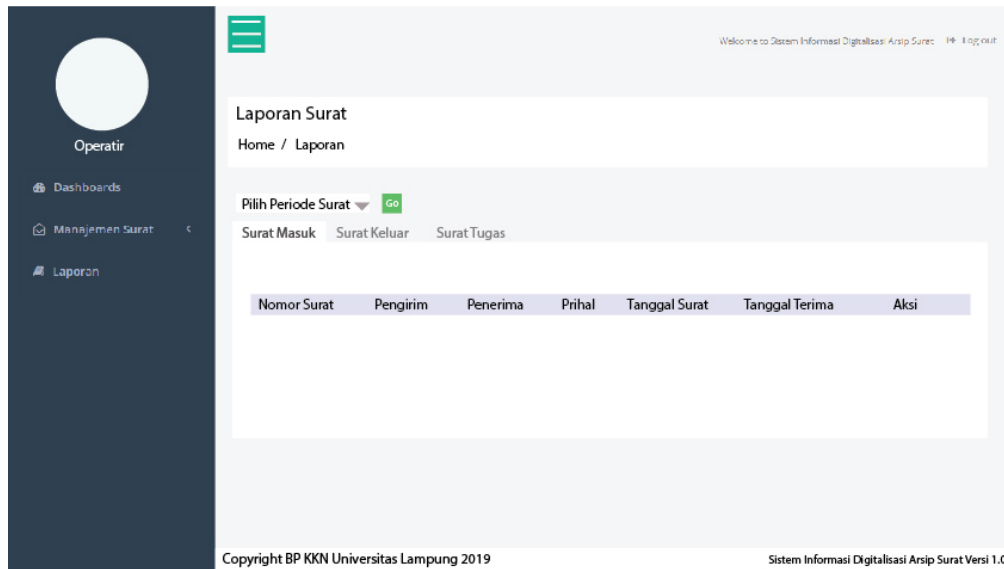 Welcome to Sistem Informasi Digitalisasi Arsip Surat Log out
Operatir
Dashboards
Manajemen Surat
Laporan
Laporan Surat
Home / Laporan
Pilih Periode Surat Go
Surat Masuk Surat Keluar Surat Tugas
Nomor Surat Pengirim Penerima Prihal Tanggal Surat Tanggal Terima Aksi
Copyright BP KKN Universitas Lampung 2019 Sistem Informasi Digitalisasi Arsip Surat Versi 1.0